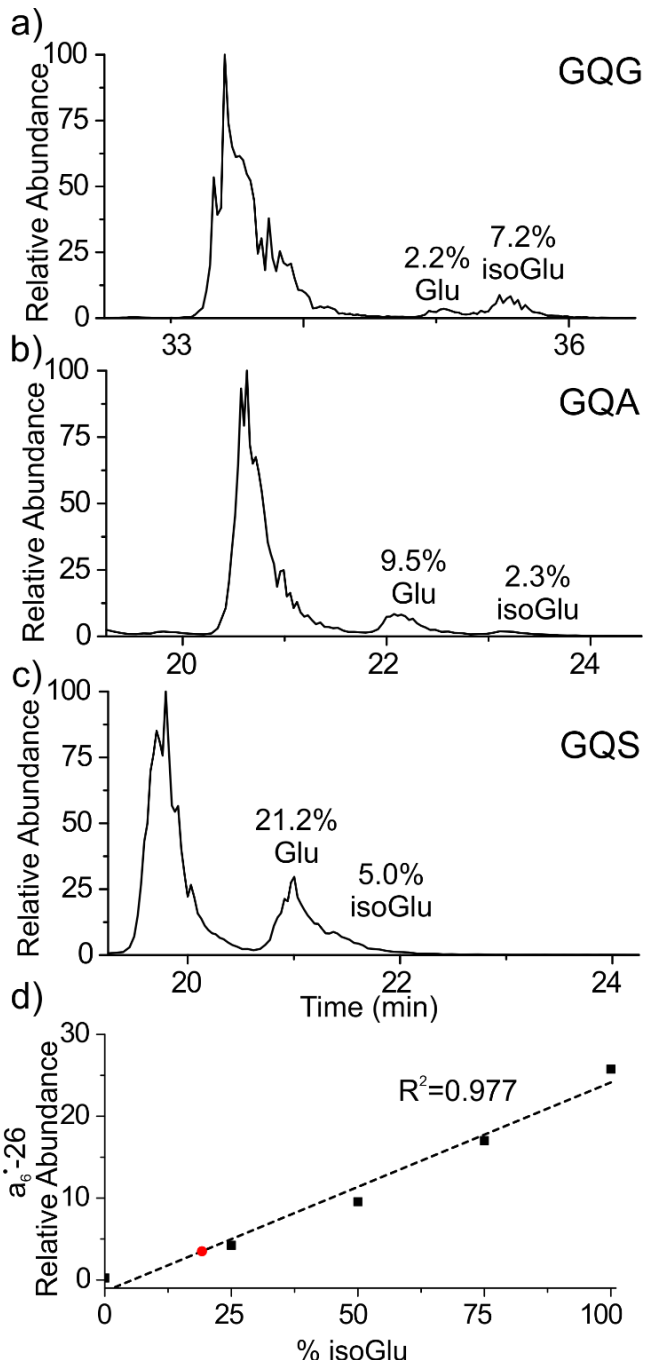 a)
GQG
100
75
50
25
0
Relative Abundance
2.2%
Glu
7.2%
isoGlu
33
36
b)
GQA
100
75
50
25
0
Relative Abundance
9.5%
Glu
2.3%
isoGlu
20
22
24
c)
GQS
100
75
50
25
0
Relative Abundance
21.2%
Glu
5.0%
isoGlu
20
22
24
Time (min)
d)
30
20
10
0
a₆•-26
Relative Abundance
R²=0.977
0
25
50
75
100
% isoGlu